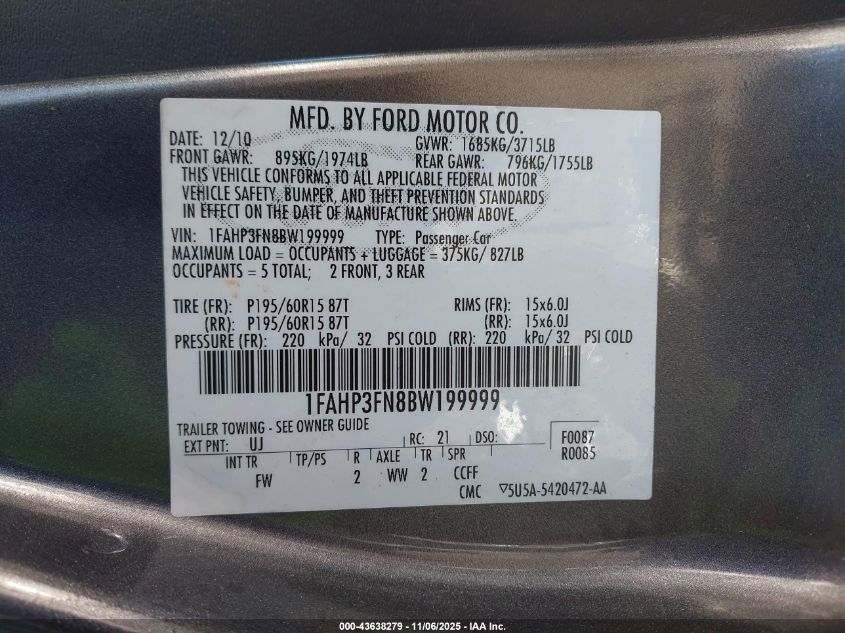 MFD. BY FORD MOTOR CO.
DATE: 12/10 GVWR: 1685KG/3715LB
FRONT GAWR: 895KG/1974LB REAR GAWR: 796KG/1755LB
THIS VEHICLE CONFORMS TO ALL APPLICABLE FEDERAL MOTOR
VEHICLE SAFETY, BUMPER, AND THEFT PREVENTION STANDARDS
IN EFFECT ON THE DATE OF MANUFACTURE SHOWN ABOVE.
VIN: 1FAHP3FN8BW199999 TYPE: Passenger Car
MAXIMUM LOAD = OCCUPANTS + LUGGAGE = 375KG/ 827LB
OCCUPANTS = 5 TOTAL; 2 FRONT, 3 REAR
TIRE (FR): P195/60R15 87T RIMS (FR): 15x6.0J
(RR): P195/60R15 87T (RR): 15x6.0J
PRESSURE (FR): 220 kPa/ 32 PSI COLD (RR): 220 kPa/ 32 PSI COLD
1FAHP3FN8BW199999
TRAILER TOWING - SEE OWNER GUIDE
EXT PNT: UJ RC: 21 DSO: F0087
R0085
INT TR TP/PS R AXLE TR SPR
FW 2 WW 2 CCFF
CMC ▽5U5A-5420472-AA
000-43638279 - 11/06/2025 - IAA Inc.